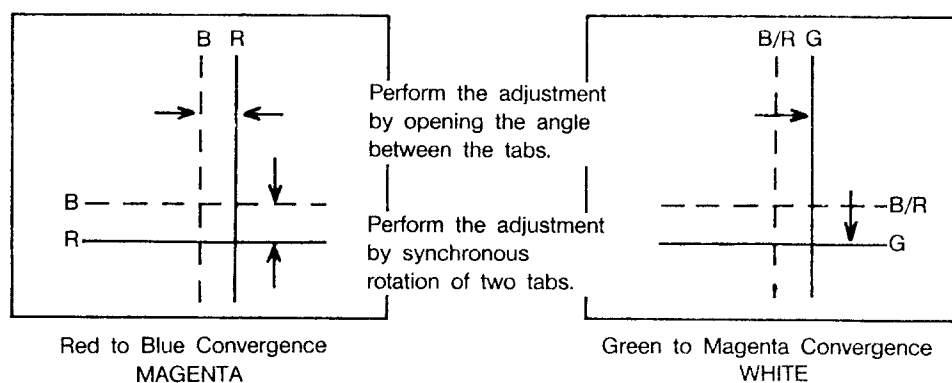 B R
B
R
Red to Blue Convergence
MAGENTA
Perform the adjustment
by opening the angle
between the tabs.
Perform the adjustment
by synchronous
rotation of two tabs.
B/R G
B/R
G
Green to Magenta Convergence
WHITE